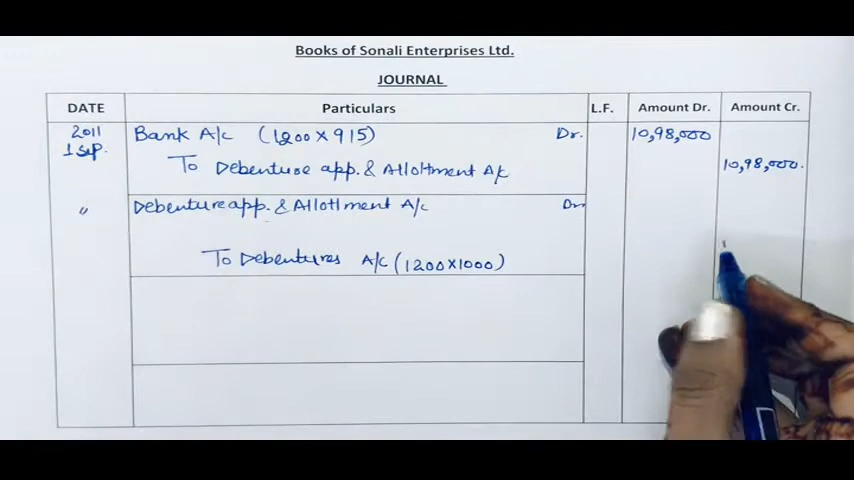 Books of Sonali Enterprises Ltd.
JOURNAL
DATE Particulars L.F. Amount Dr. Amount Cr.
2011 Bank A/c (1200×915) Dr. 10,98,000
1 Sep. To Debenture app. & Allotment A/c 10,98,000.
" Debenture app. & Allotment A/c Dr
To Debentures A/c (1200×1000)